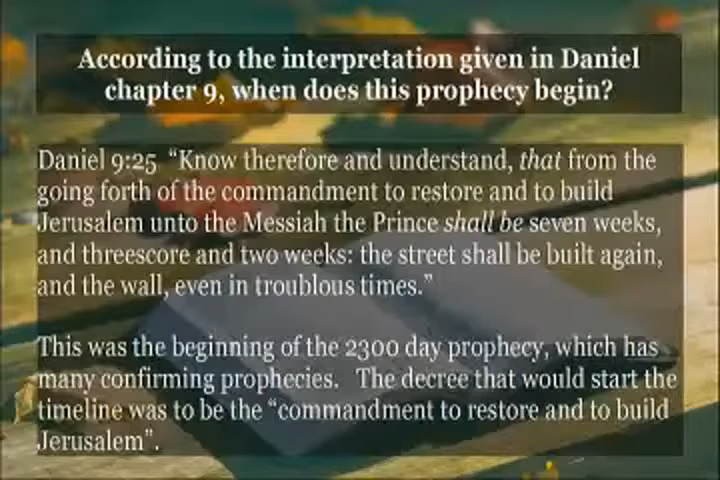 According to the interpretation given in Daniel
chapter 9, when does this prophecy begin?
Daniel 9:25  “Know therefore and understand, that from the
going forth of the commandment to restore and to build
Jerusalem unto the Messiah the Prince shall be seven weeks,
and threescore and two weeks: the street shall be built again,
and the wall, even in troublous times.”
This was the beginning of the 2300 day prophecy, which has
many confirming prophecies.   The decree that would start the
timeline was to be the “commandment to restore and to build
Jerusalem”.